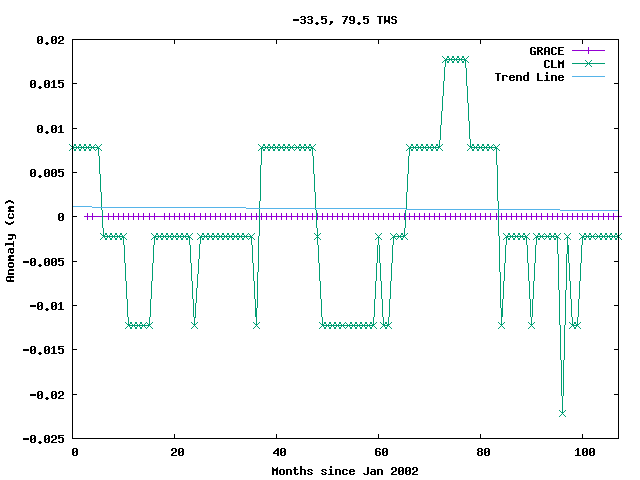 -33.5, 79.5 TWS
GRACE
CLM
Trend Line
0.02
0.015
0.01
0.005
0
-0.005
-0.01
-0.015
-0.02
-0.025
Anomaly (cm)
0 20 40 60 80 100
Months since Jan 2002